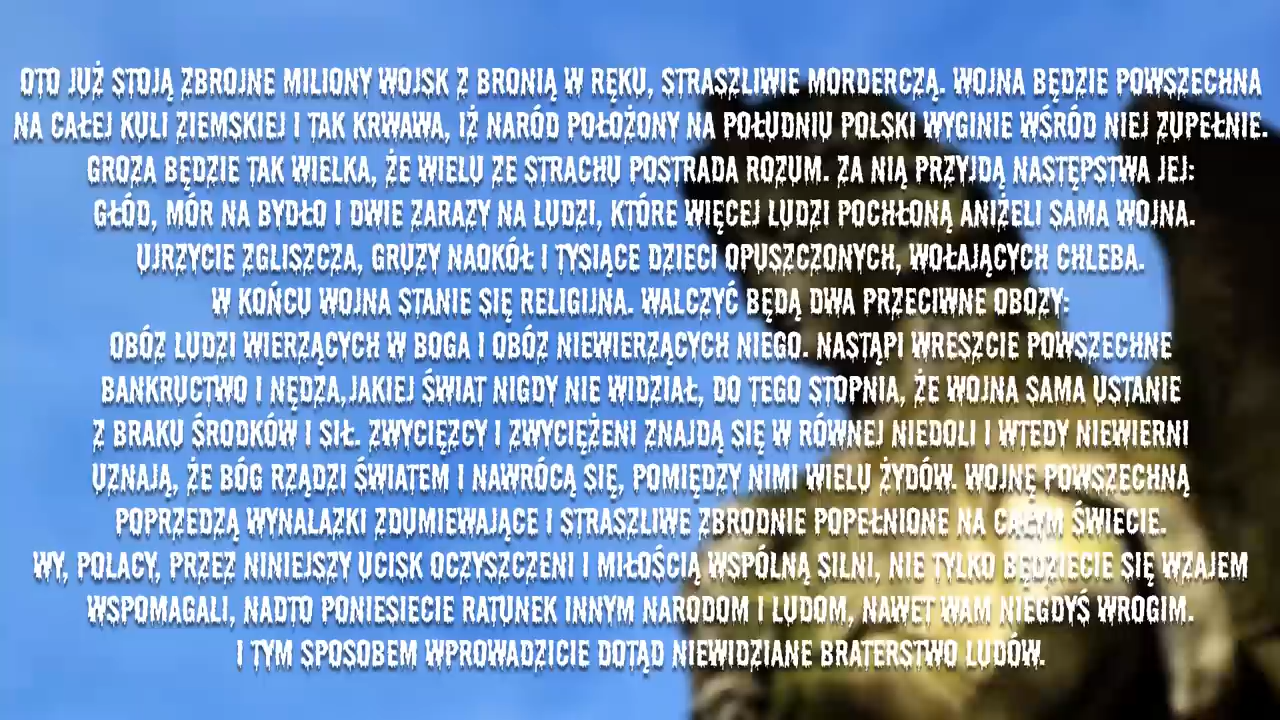 OTO JUŻ STOJĄ ZBROJNE MILIONY WOJSK Z BRONIĄ W RĘKU, STRASZLIWIE MORDERCZĄ. WOJNA BĘDZIE POWSZECHNA
NA CAŁEJ KULI ZIEMSKIEJ I TAK KRWAWA, IŻ NARÓD POŁOŻONY NA POŁUDNIU POLSKI WYGINIE WŚRÓD NIEJ ZUPEŁNIE.
GROZA BĘDZIE TAK WIELKA, ŻE WIELU ZE STRACHU POSTRADA ROZUM. ZA NIĄ PRZYJDĄ NASTĘPSTWA JEJ:
GŁÓD, MÓR NA BYDŁO I DWIE ZARAZY NA LUDZI, KTÓRE WIĘCEJ LUDZI POCHŁONĄ ANIŻELI SAMA WOJNA.
UJRZYCIE ZGLISZCZA, GRUZY NAOKÓŁ I TYSIĄCE DZIECI OPUSZCZONYCH, WOŁAJĄCYCH CHLEBA.
W KOŃCU WOJNA STANIE SIĘ RELIGIJNA. WALCZYĆ BĘDĄ DWA PRZECIWNE OBOZY:
OBÓZ LUDZI WIERZĄCYCH W BOGA I OBÓZ NIEWIERZĄCYCH NIEGO. NASTĄPI WRESZCIE POWSZECHNE
BANKRUCTWO I NĘDZA,JAKIEJ ŚWIAT NIGDY NIE WIDZIAŁ, DO TEGO STOPNIA, ŻE WOJNA SAMA USTANIE
Z BRAKU ŚRODKÓW I SIŁ. ZWYCIĘZCY I ZWYCIĘŻENI ZNAJDĄ SIĘ W RÓWNEJ NIEDOLI I WTEDY NIEWIERNI
UZNAJĄ, ŻE BÓG RZĄDZI ŚWIATEM I NAWRÓCĄ SIĘ, POMIĘDZY NIMI WIELU ŻYDÓW. WOJNĘ POWSZECHNĄ
POPRZEDZĄ WYNALAZKI ZDUMIEWAJĄCE I STRASZLIWE ZBRODNIE POPEŁNIONE NA CAŁYM ŚWIECIE.
WY, POLACY, PRZEZ NINIEJSZY UCISK OCZYSZCZENI I MIŁOŚCIĄ WSPÓLNĄ SILNI, NIE TYLKO BĘDZIECIE SIĘ WZAJEM
WSPOMAGALI, NADTO PONIESIECIE RATUNEK INNYM NARODOM I LUDOM, NAWET WAM NIEGDYŚ WROGIM.
I TYM SPOSOBEM WPROWADZICIE DOTĄD NIEWIDZIANE BRATERSTWO LUDÓW.